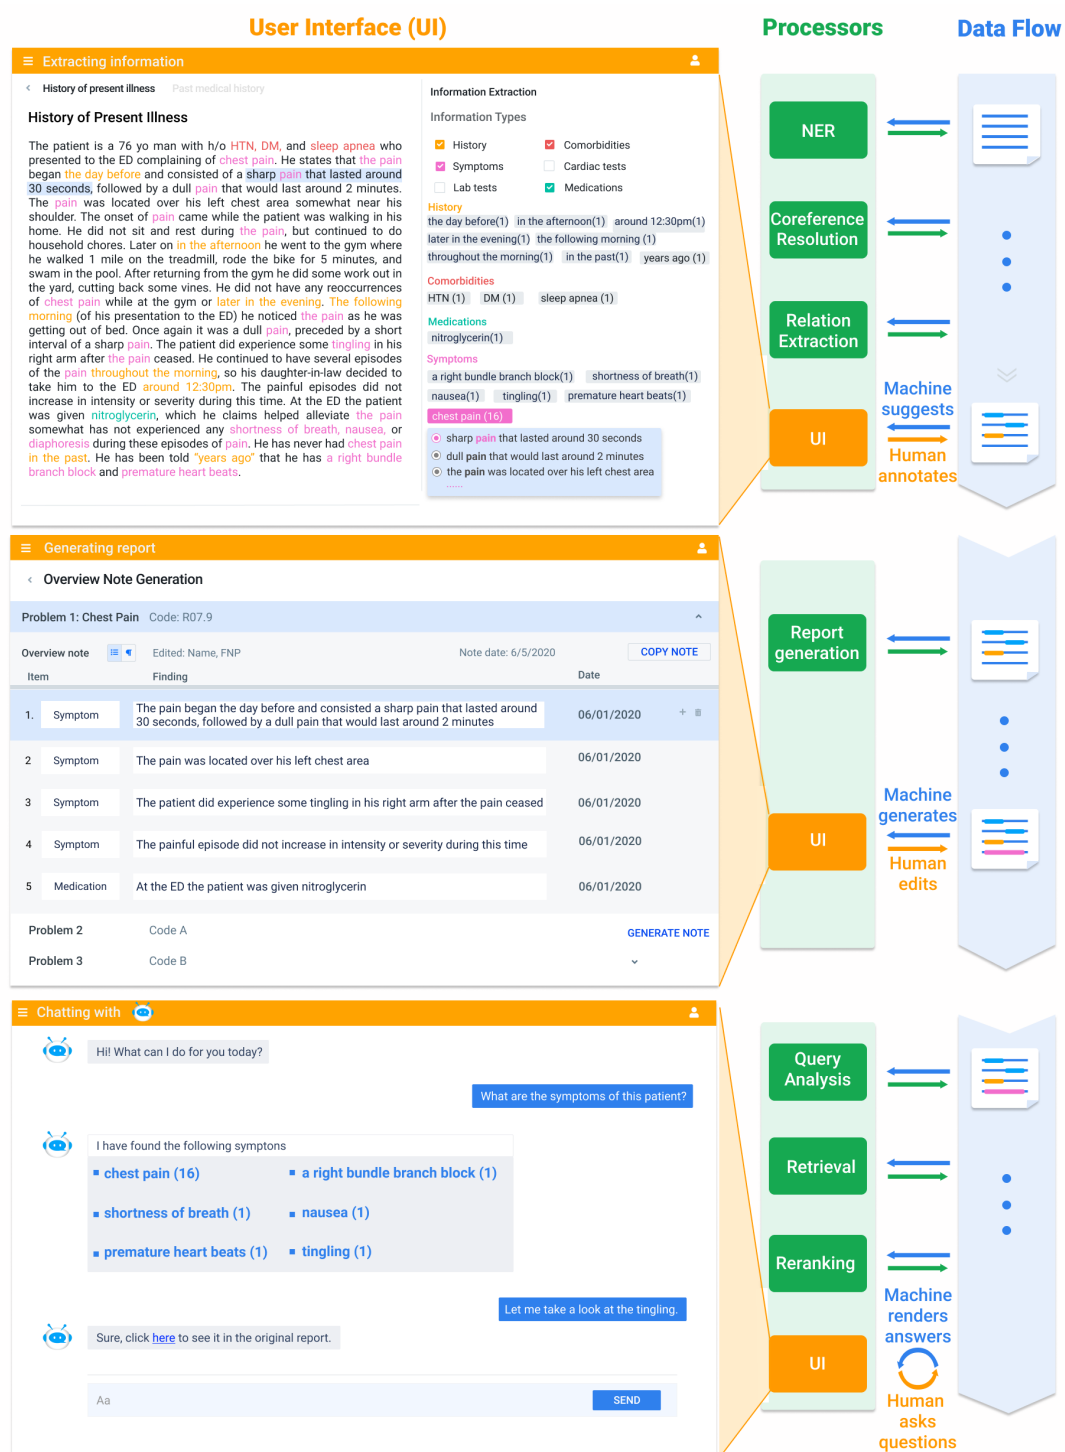 User Interface (UI)
Processors
Data Flow
Extracting information
History of present illness
Past medical history
History of Present Illness
The patient is a 76 yo man with h/o HTN, DM, and sleep apnea who
presented to the ED complaining of chest pain. He states that the pain
began the day before and consisted of a sharp pain that lasted around
30 seconds, followed by a dull pain that would last around 2 minutes.
The pain was located over his left chest area somewhat near his
shoulder. The onset of pain came while the patient was walking in his
home. He did not sit and rest during the pain, but continued to do
household chores. Later on in the afternoon he went to the gym where
he walked 1 mile on the treadmill, rode the bike for 5 minutes, and
swam in the pool. After returning from the gym he did some work out in
the yard, cutting back some vines. He did not have any reoccurrences
of chest pain while at the gym or later in the evening. The following
morning (of his presentation to the ED) he noticed the pain as he was
getting out of bed. Once again it was a dull pain, preceded by a short
interval of a sharp pain. The patient did experience some tingling in his
right arm after the pain ceased. He continued to have several episodes
of the pain throughout the morning, so his daughter-in-law decided to
take him to the ED around 12:30pm. The painful episodes did not
increase in intensity or severity during this time. At the ED the patient
was given nitroglycerin, which he claims helped alleviate the pain
somewhat has not experienced any shortness of breath, nausea, or
diaphoresis during these episodes of pain. He has never had chest pain
in the past. He has been told "years ago" that he has a right bundle
branch block and premature heart beats.
Information Extraction
Information Types
History
Comorbidities
Symptoms
Cardiac tests
Lab tests
Medications
History
the day before(1) in the afternoon(1) around 12:30pm(1)
later in the evening(1) the following morning (1)
throughout the morning(1) in the past(1) years ago (1)
Comorbidities
HTN (1) DM (1) sleep apnea (1)
Medications
nitroglycerin(1)
Symptoms
a right bundle branch block(1) shortness of breath(1)
nausea(1) tingling(1) premature heart beats(1)
chest pain (16)
sharp pain that lasted around 30 seconds
dull pain that would last around 2 minutes
the pain was located over his left chest area
......
NER
Coreference
Resolution
Relation
Extraction
UI
Machine
suggests
Human
annotates
Generating report
Overview Note Generation
Problem 1: Chest Pain Code: R07.9
Overview note
Edited: Name, FNP
Note date: 6/5/2020
COPY NOTE
Item
Finding
Date
1. Symptom
The pain began the day before and consisted a sharp pain that lasted around
30 seconds, followed by a dull pain that would last around 2 minutes
06/01/2020
2 Symptom The pain was located over his left chest area 06/01/2020
3 Symptom The patient did experience some tingling in his right arm after the pain ceased 06/01/2020
4 Symptom The painful episode did not increase in intensity or severity during this time 06/01/2020
5 Medication At the ED the patient was given nitroglycerin 06/01/2020
Problem 2 Code A
GENERATE NOTE
Problem 3 Code B
Report
generation
UI
Machine
generates
Human
edits
Chatting with
Hi! What can I do for you today?
What are the symptoms of this patient?
I have found the following symptons
chest pain (16) a right bundle branch block (1)
shortness of breath (1) nausea (1)
premature heart beats (1) tingling (1)
Let me take a look at the tingling.
Sure, click here to see it in the original report.
Aa
SEND
Query
Analysis
Retrieval
Reranking
UI
Machine
renders
answers
Human
asks
questions